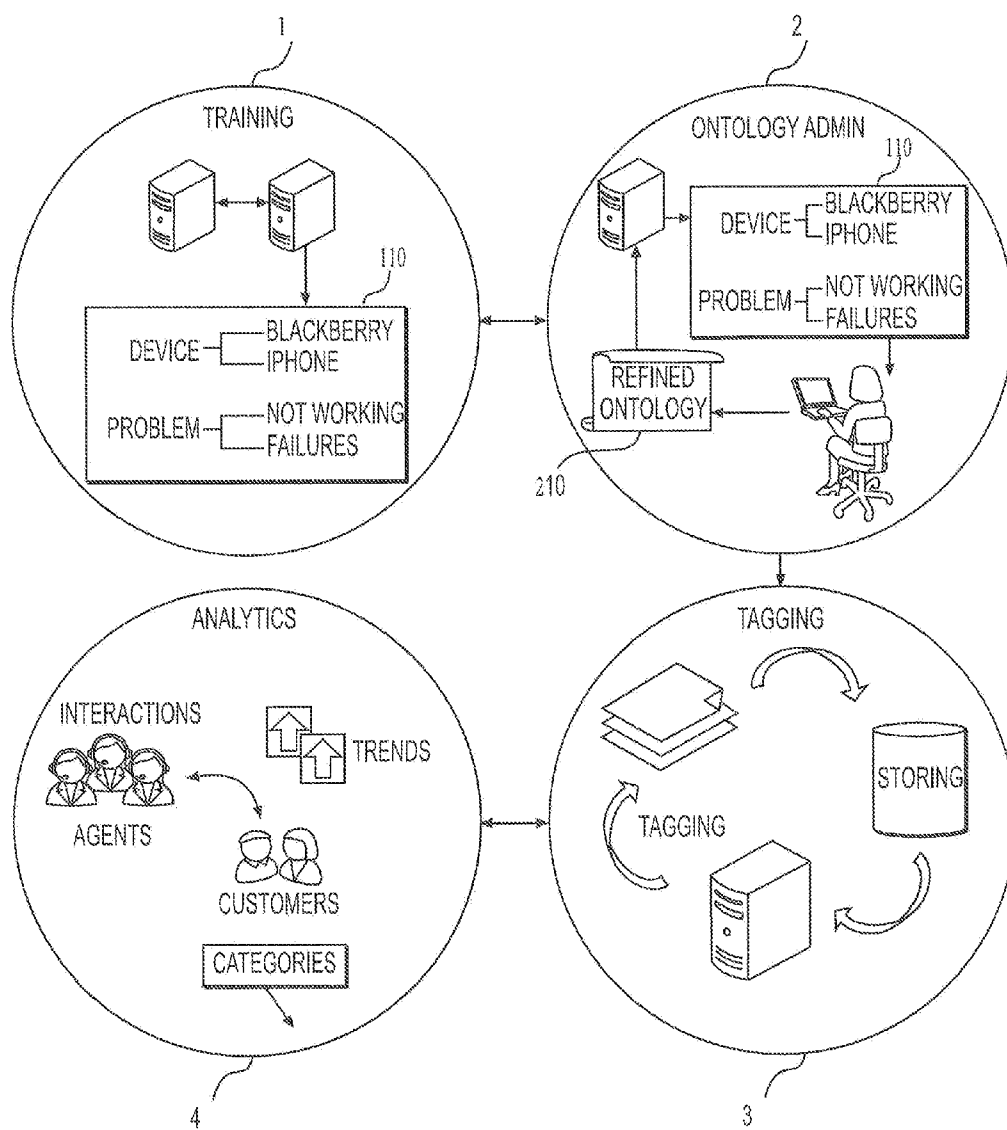 1
TRAINING
110
DEVICE
BLACKBERRY
IPHONE
PROBLEM
NOT WORKING
FAILURES
2
ONTOLOGY ADMIN
110
DEVICE
BLACKBERRY
IPHONE
PROBLEM
NOT WORKING
FAILURES
REFINED
ONTOLOGY
210
ANALYTICS
INTERACTIONS
TRENDS
AGENTS
CUSTOMERS
CATEGORIES
4
TAGGING
STORING
TAGGING
3